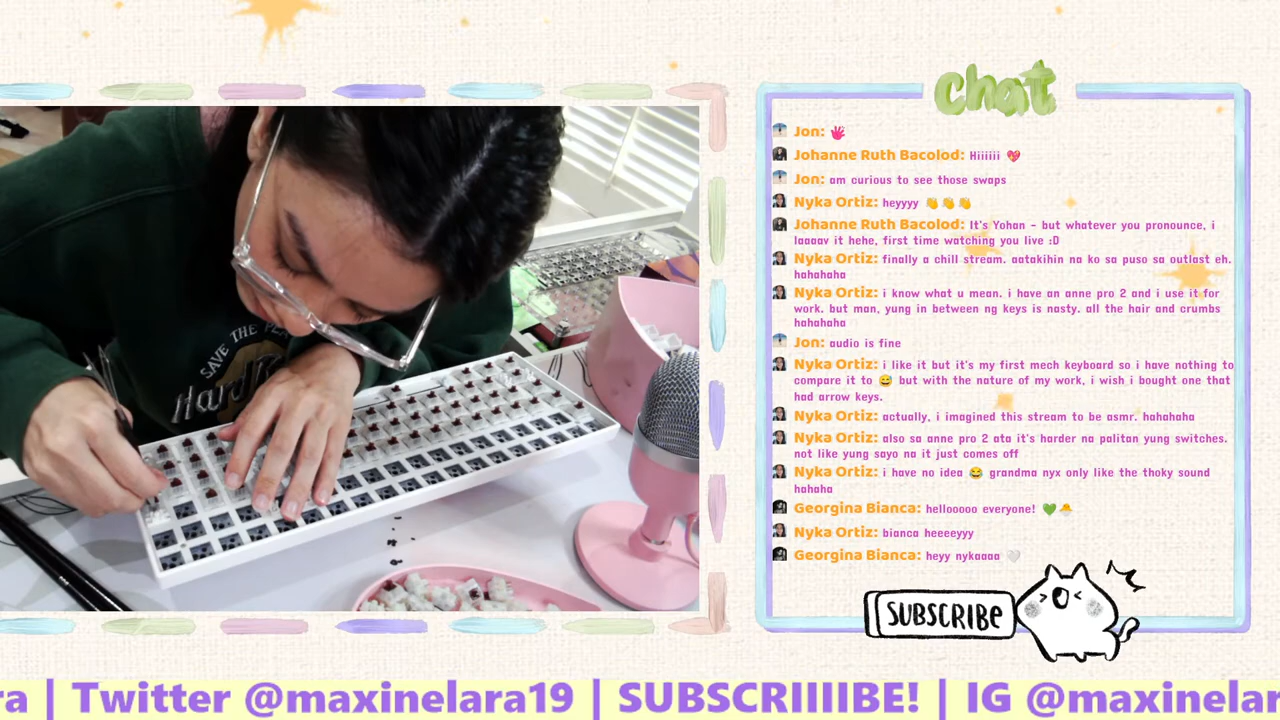 chat
Jon: 👋
Johanne Ruth Bacolod: Hiiiiii 💖
Jon: am curious to see those swaps
Nyka Ortiz: heyyyy 👏👏👏
Johanne Ruth Bacolod: It's Yohan - but whatever you pronounce, i
laaaav it hehe, first time watching you live :D
Nyka Ortiz: finally a chill stream. aatakihin na ko sa puso sa outlast eh.
hahahaha
Nyka Ortiz: i know what u mean. i have an anne pro 2 and i use it for
work. but man, yung in between ng keys is nasty. all the hair and crumbs
hahahaha
Jon: audio is fine
Nyka Ortiz: i like it but it's my first mech keyboard so i have nothing to
compare it to 😅 but with the nature of my work, i wish i bought one that
had arrow keys.
Nyka Ortiz: actually, i imagined this stream to be asmr. hahahaha
Nyka Ortiz: also sa anne pro 2 ata it's harder na palitan yung switches.
not like yung sayo na it just comes off
Nyka Ortiz: i have no idea 😂 grandma nyx only like the thoky sound
hahaha
Georgina Bianca: hellooooo everyone! 💚🐣
Nyka Ortiz: bianca heeeeyyy
Georgina Bianca: heyy nykaaaa 🤍
SUBSCRIBe
SAVE THE
Hard
ra | Twitter @maxinelara19 | SUBSCRIIIIBE! | IG @maxinelar